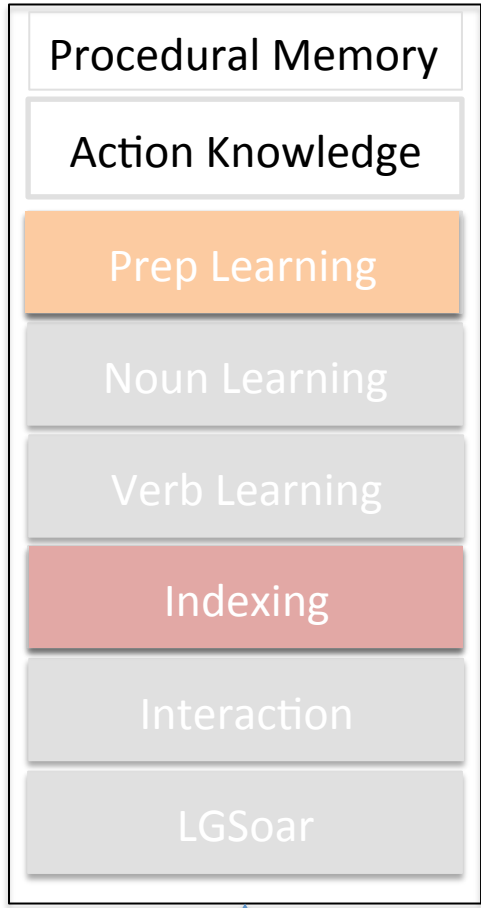 Procedural Memory
Action Knowledge
Prep Learning
Noun Learning
Verb Learning
Indexing
Interaction
LGSoar